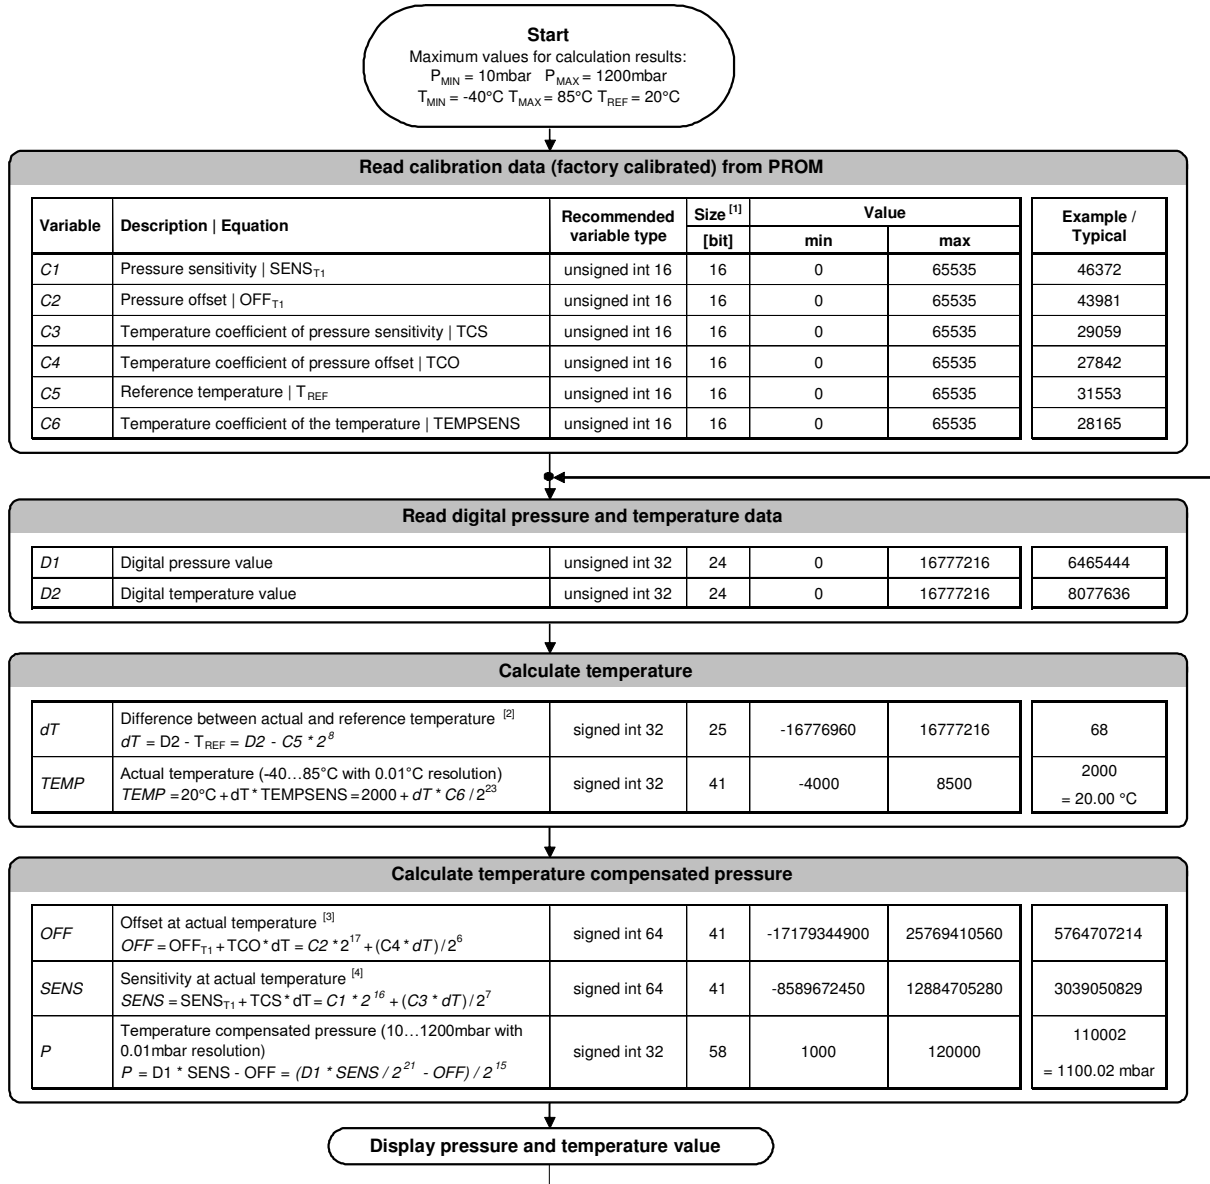 Start
Maximum values for calculation results:
P_MIN = 10mbar P_MAX = 1200mbar
T_MIN = -40°C T_MAX = 85°C T_REF = 20°C
Read calibration data (factory calibrated) from PROM
Variable Description | Equation Recommended variable type Size [1] [bit] Value min max Example / Typical
C1 Pressure sensitivity | SENS_T1 unsigned int 16 16 0 65535 46372
C2 Pressure offset | OFF_T1 unsigned int 16 16 0 65535 43981
C3 Temperature coefficient of pressure sensitivity | TCS unsigned int 16 16 0 65535 29059
C4 Temperature coefficient of pressure offset | TCO unsigned int 16 16 0 65535 27842
C5 Reference temperature | T_REF unsigned int 16 16 0 65535 31553
C6 Temperature coefficient of the temperature | TEMPSENS unsigned int 16 16 0 65535 28165
Read digital pressure and temperature data
D1 Digital pressure value unsigned int 32 24 0 16777216 6465444
D2 Digital temperature value unsigned int 32 24 0 16777216 8077636
Calculate temperature
dT Difference between actual and reference temperature [2] signed int 32 25 -16776960 16777216 68
dT = D2 - T_REF = D2 - C5 * 2^8
TEMP Actual temperature (-40…85°C with 0.01°C resolution) signed int 32 41 -4000 8500 2000
TEMP = 20°C + dT * TEMPSENS = 2000 + dT * C6 / 2^23 = 20.00 °C
Calculate temperature compensated pressure
OFF Offset at actual temperature [3] signed int 64 41 -17179344900 25769410560 5764707214
OFF = OFF_T1 + TCO * dT = C2 * 2^17 + (C4 * dT) / 2^6
SENS Sensitivity at actual temperature [4] signed int 64 41 -8589672450 12884705280 3039050829
SENS = SENS_T1 + TCS * dT = C1 * 2^16 + (C3 * dT) / 2^7
P Temperature compensated pressure (10…1200mbar with signed int 32 58 1000 120000 110002
0.01mbar resolution)
P = D1 * SENS - OFF = (D1 * SENS / 2^21 - OFF) / 2^15 = 1100.02 mbar
Display pressure and temperature value